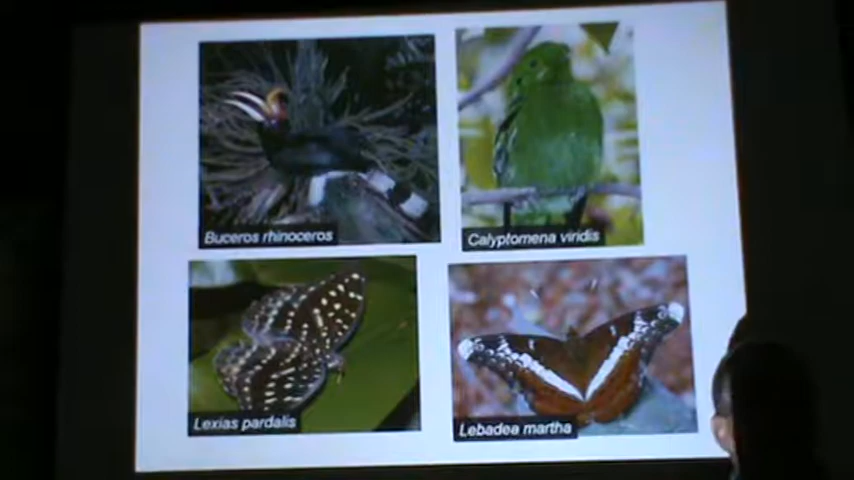 Buceros rhinoceros
Calyptomena viridis
Lexias pardalis
Lebadea martha